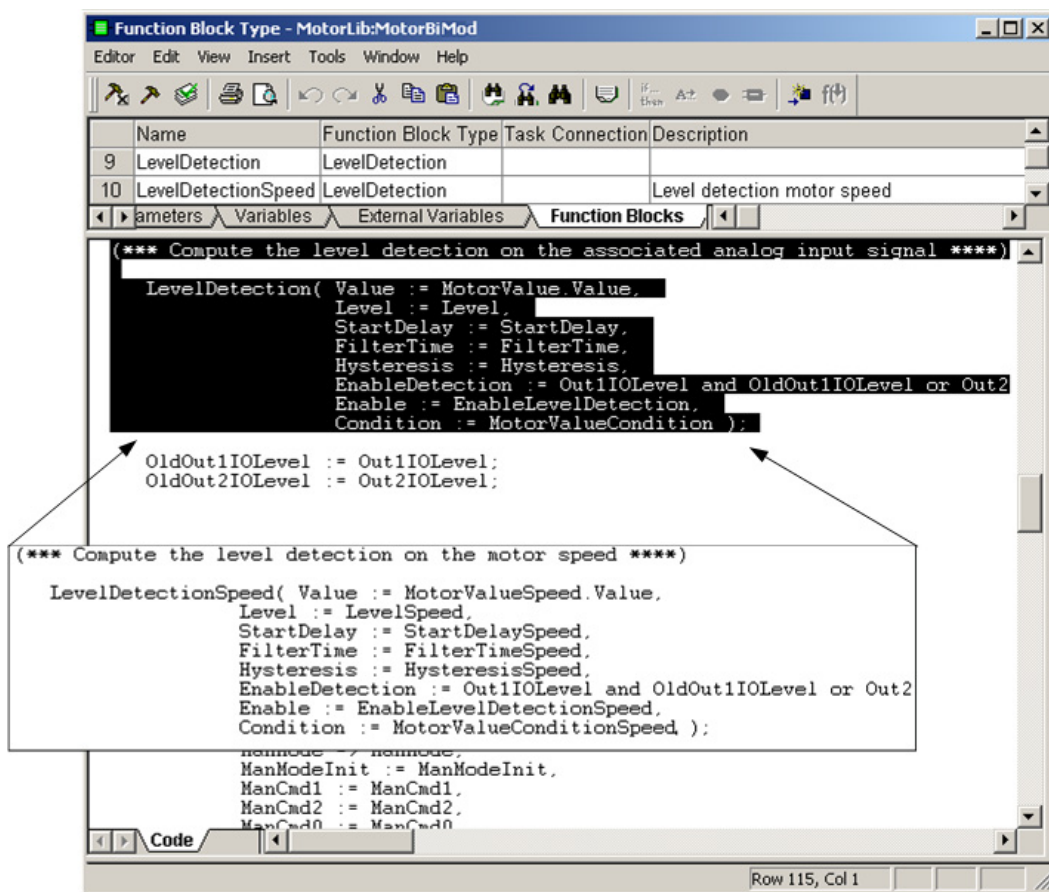 Function Block Type - MotorLib:MotorBiMod
Editor Edit View Insert Tools Window Help
if... then
Name Function Block Type Task Connection Description
9 LevelDetection LevelDetection
10 LevelDetectionSpeed LevelDetection Level detection motor speed
ameters Variables External Variables Function Blocks
(*** Compute the level detection on the associated analog input signal ****)
LevelDetection( Value := MotorValue.Value,
Level := Level,
StartDelay := StartDelay,
FilterTime := FilterTime,
Hysteresis := Hysteresis,
EnableDetection := Out1IOLevel and OldOut1IOLevel or Out2
Enable := EnableLevelDetection,
Condition := MotorValueCondition );
OldOut1IOLevel := Out1IOLevel;
OldOut2IOLevel := Out2IOLevel;
(*** Compute the level detection on the motor speed ****)
LevelDetectionSpeed( Value := MotorValueSpeed.Value,
Level := LevelSpeed,
StartDelay := StartDelaySpeed,
FilterTime := FilterTimeSpeed,
Hysteresis := HysteresisSpeed,
EnableDetection := Out1IOLevel and OldOut1IOLevel or Out2
Enable := EnableLevelDetectionSpeed,
Condition := MotorValueConditionSpeed, );
ManModeInit := ManModeInit,
ManCmd1 := ManCmd1,
ManCmd2 := ManCmd2,
ManCmd0 := ManCmd0
Code
Row 115, Col 1